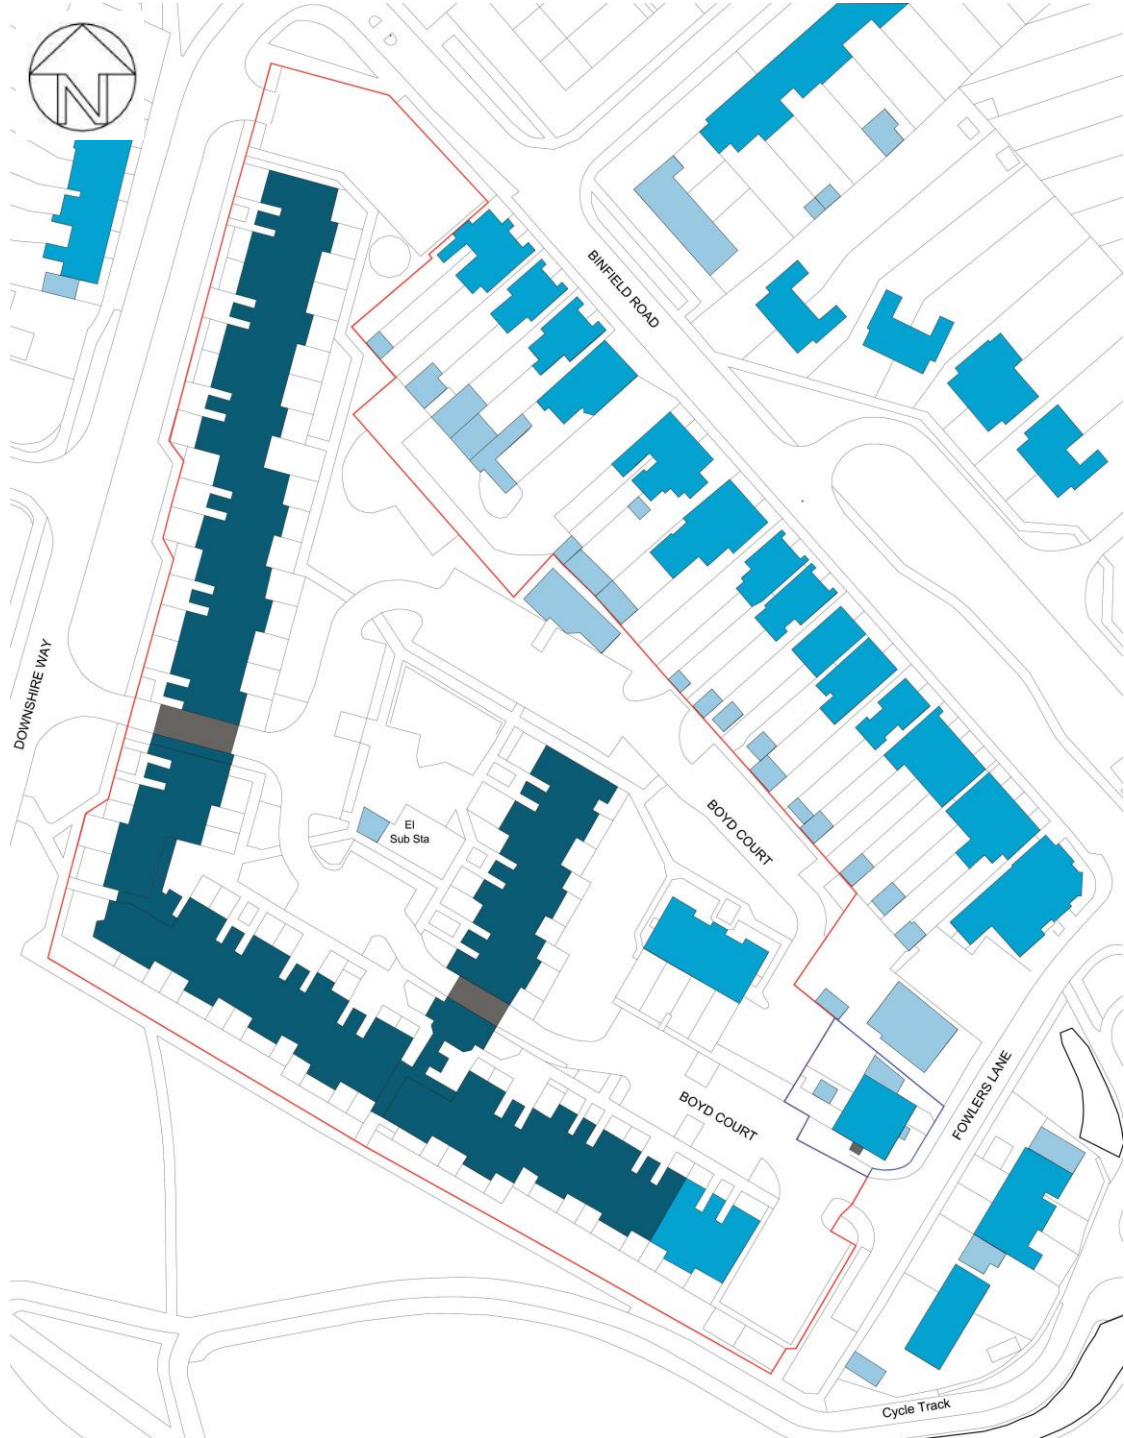 N
BINFIELD ROAD
DOWNSHIRE WAY
El
Sub Sta
BOYD COURT
BOYD COURT
FOWLERS LANE
Cycle Track